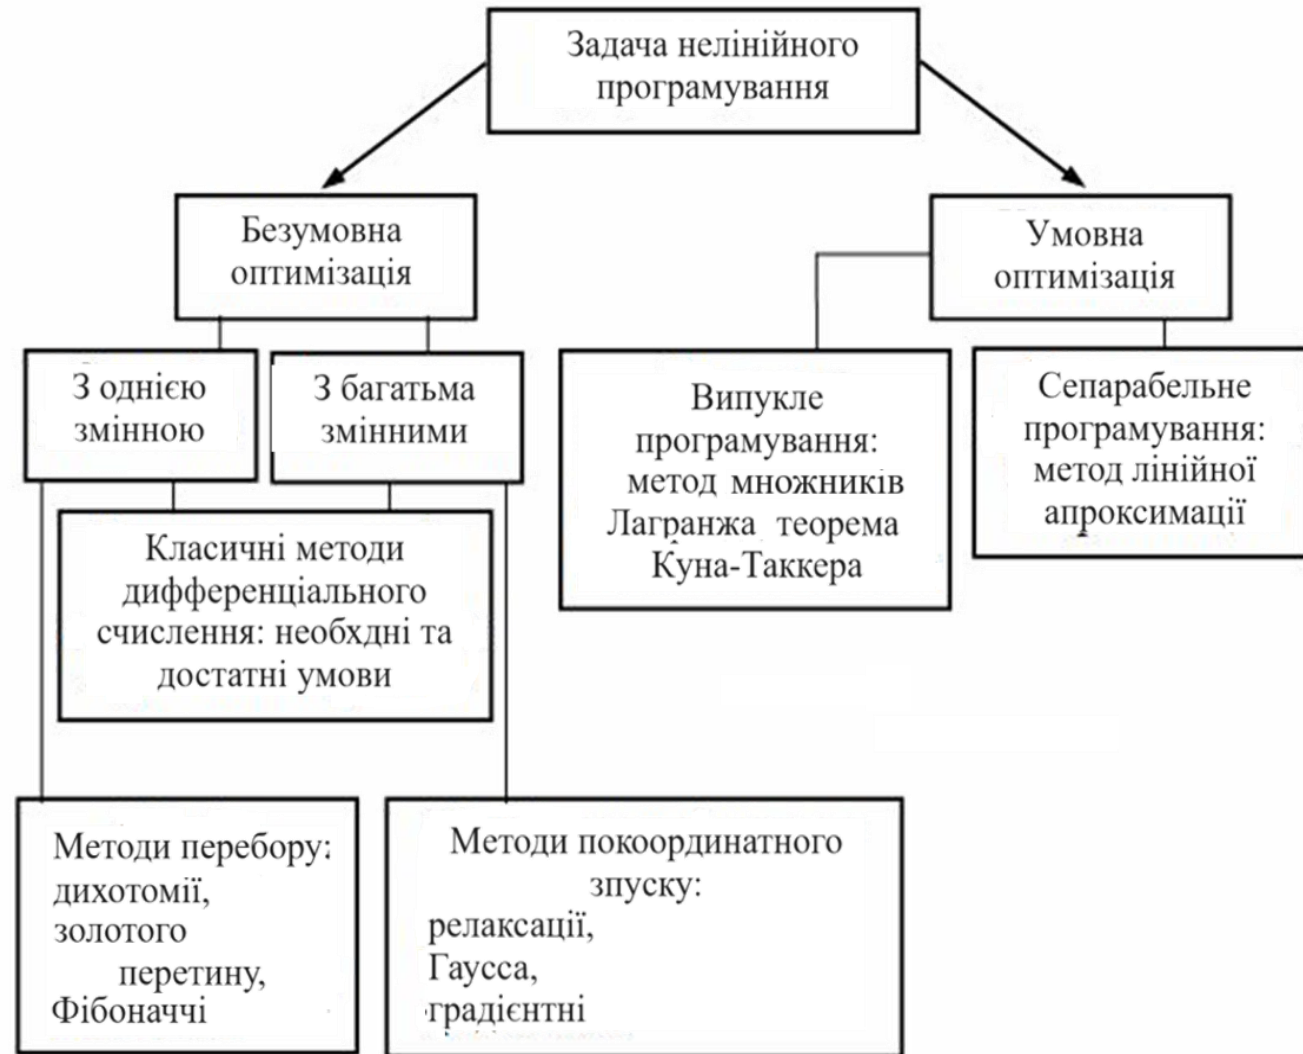 Задача нелінійного
програмування
Безумовна
оптимізація
Умовна
оптимізація
З однією
змінною
З багатьма
змінними
Випукле
програмування:
метод множників
Лагранжа теорема
Куна-Таккера
Сепарабельне
програмування:
метод лінійної
апроксимації
Класичні методи
дифференціального
счислення: необхдні та
достатні умови
Методи перебору:
дихотомії,
золотого
перетину,
Фібоначчі
Методи покоординатного
зпуску:
релаксації,
Гаусса,
градієнтні